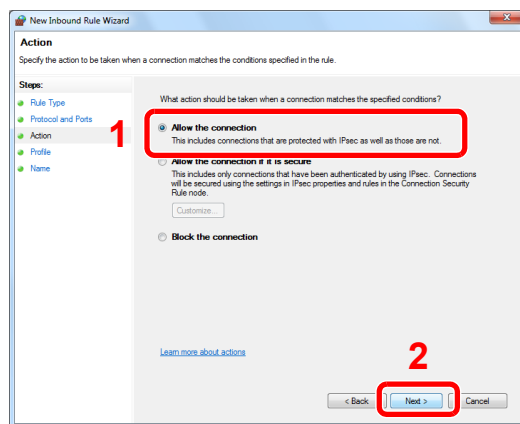 New Inbound Rule Wizard
Action
Specify the action to be taken when a connection matches the conditions specified in the rule.
Steps:
Rule Type
Protocol and Ports
Action
Profile
Name
1
What action should be taken when a connection matches the specified conditions?
Allow the connection
This includes connections that are protected with IPsec as well as those are not.
Allow the connection if it is secure
This includes only connections that have been authenticated by using IPsec. Connections
will be secured using the settings in IPsec properties and rules in the Connection Security
Rule node.
Customize...
Block the connection
Learn more about actions
2
< Back
Next >
Cancel